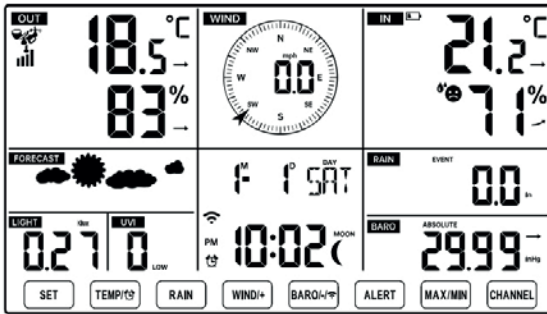 OUT
18.5 °C
83%
WIND
N
NW NE
mph
W 0.0 E
SW SE
S
IN
21.2 °C
71%
FORECAST
LIGHT Klux
0.27
UVI
0
LOW
M D DAY
1- 1 SAT
PM 10:02 MOON
RAIN EVENT
0.0 in
BARO ABSOLUTE
29.99 inHg
SET TEMP/ RAIN WIND/+ BARO/-/ ALERT MAX/MIN CHANNEL